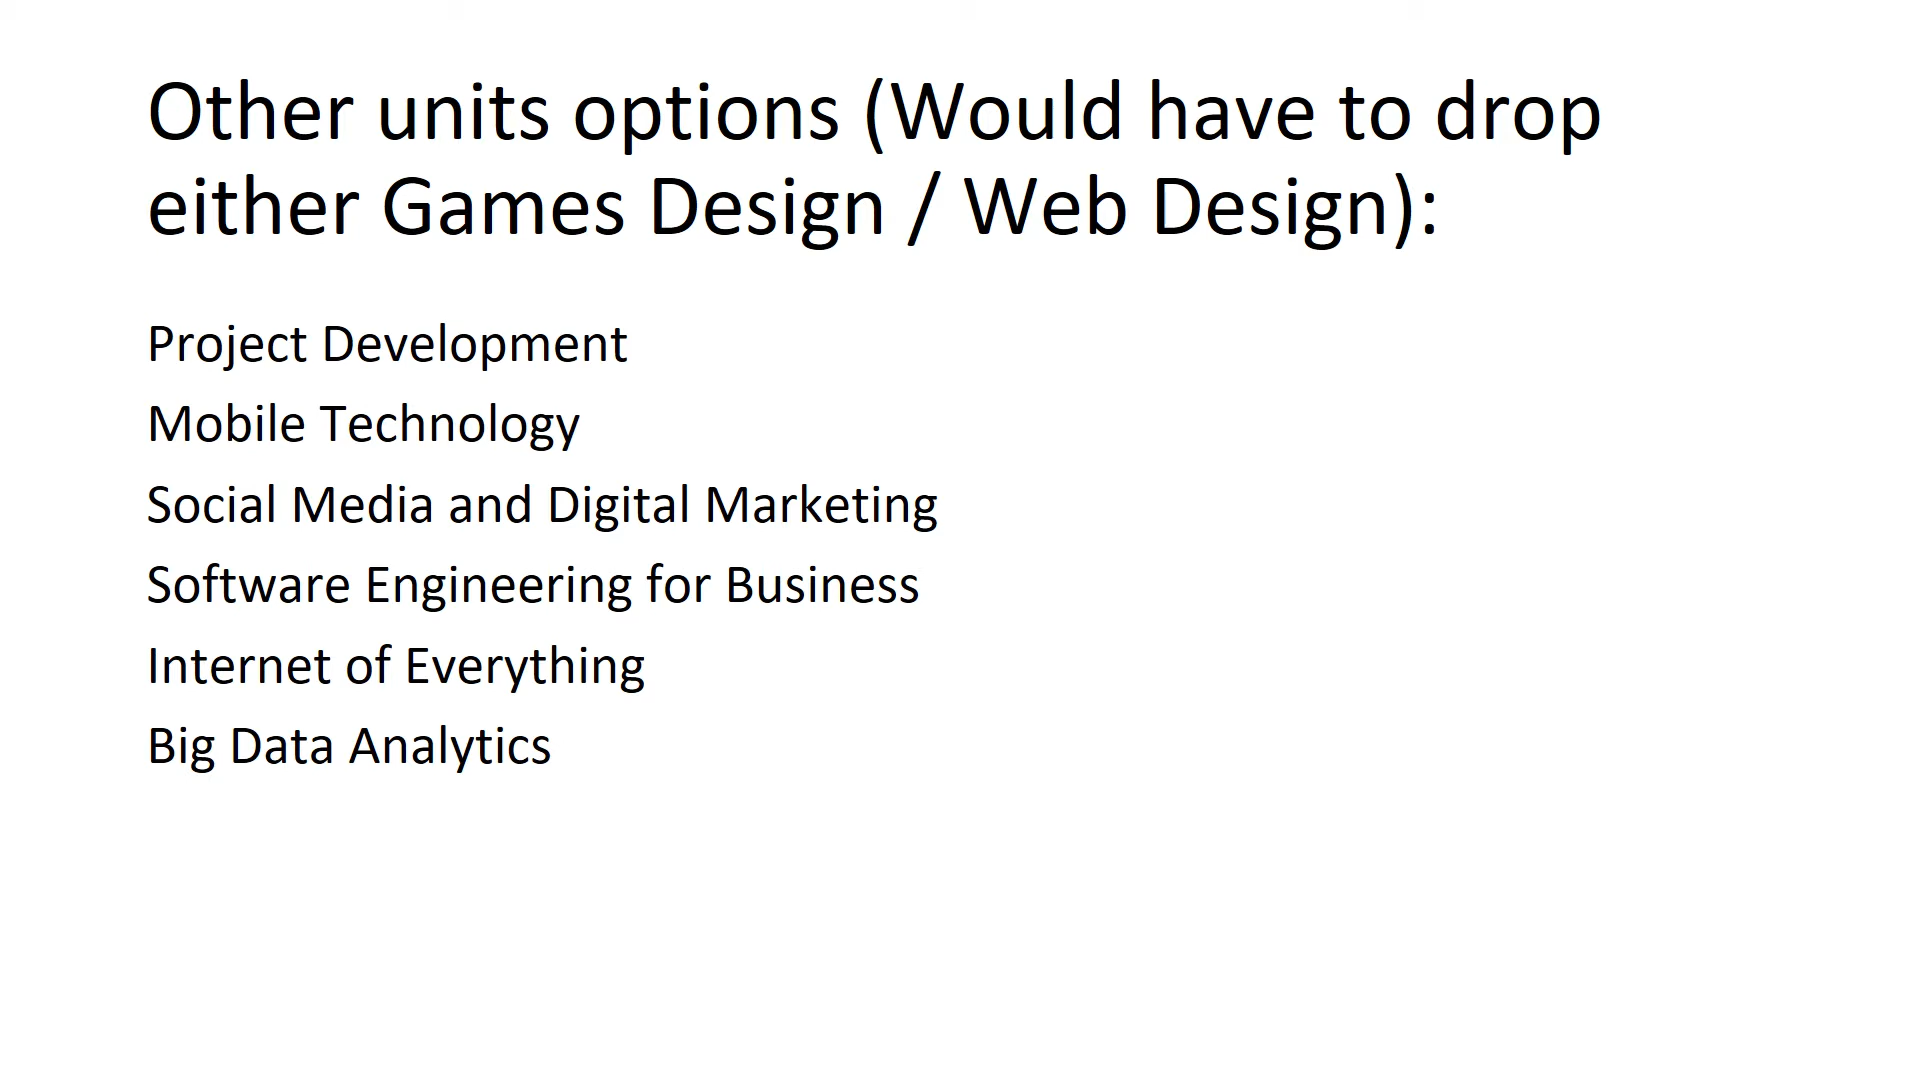 Other units options (Would have to drop
either Games Design / Web Design):
Project Development
Mobile Technology
Social Media and Digital Marketing
Software Engineering for Business
Internet of Everything
Big Data Analytics